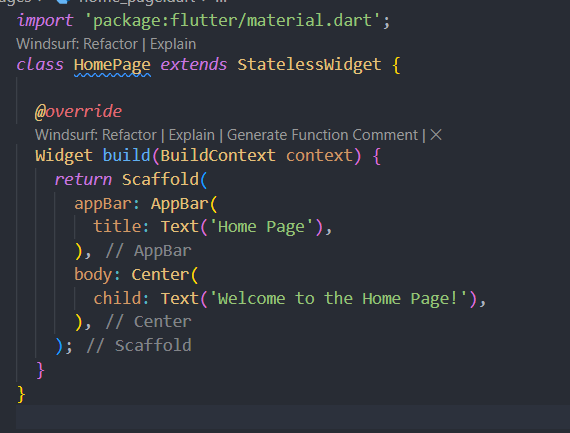 home_page.dart
import 'package:flutter/material.dart';
Windsurf: Refactor | Explain
class HomePage extends StatelessWidget {
@override
Windsurf: Refactor | Explain | Generate Function Comment | ×
Widget build(BuildContext context) {
return Scaffold(
appBar: AppBar(
title: Text('Home Page'),
), // AppBar
body: Center(
child: Text('Welcome to the Home Page!'),
), // Center
); // Scaffold
}
}